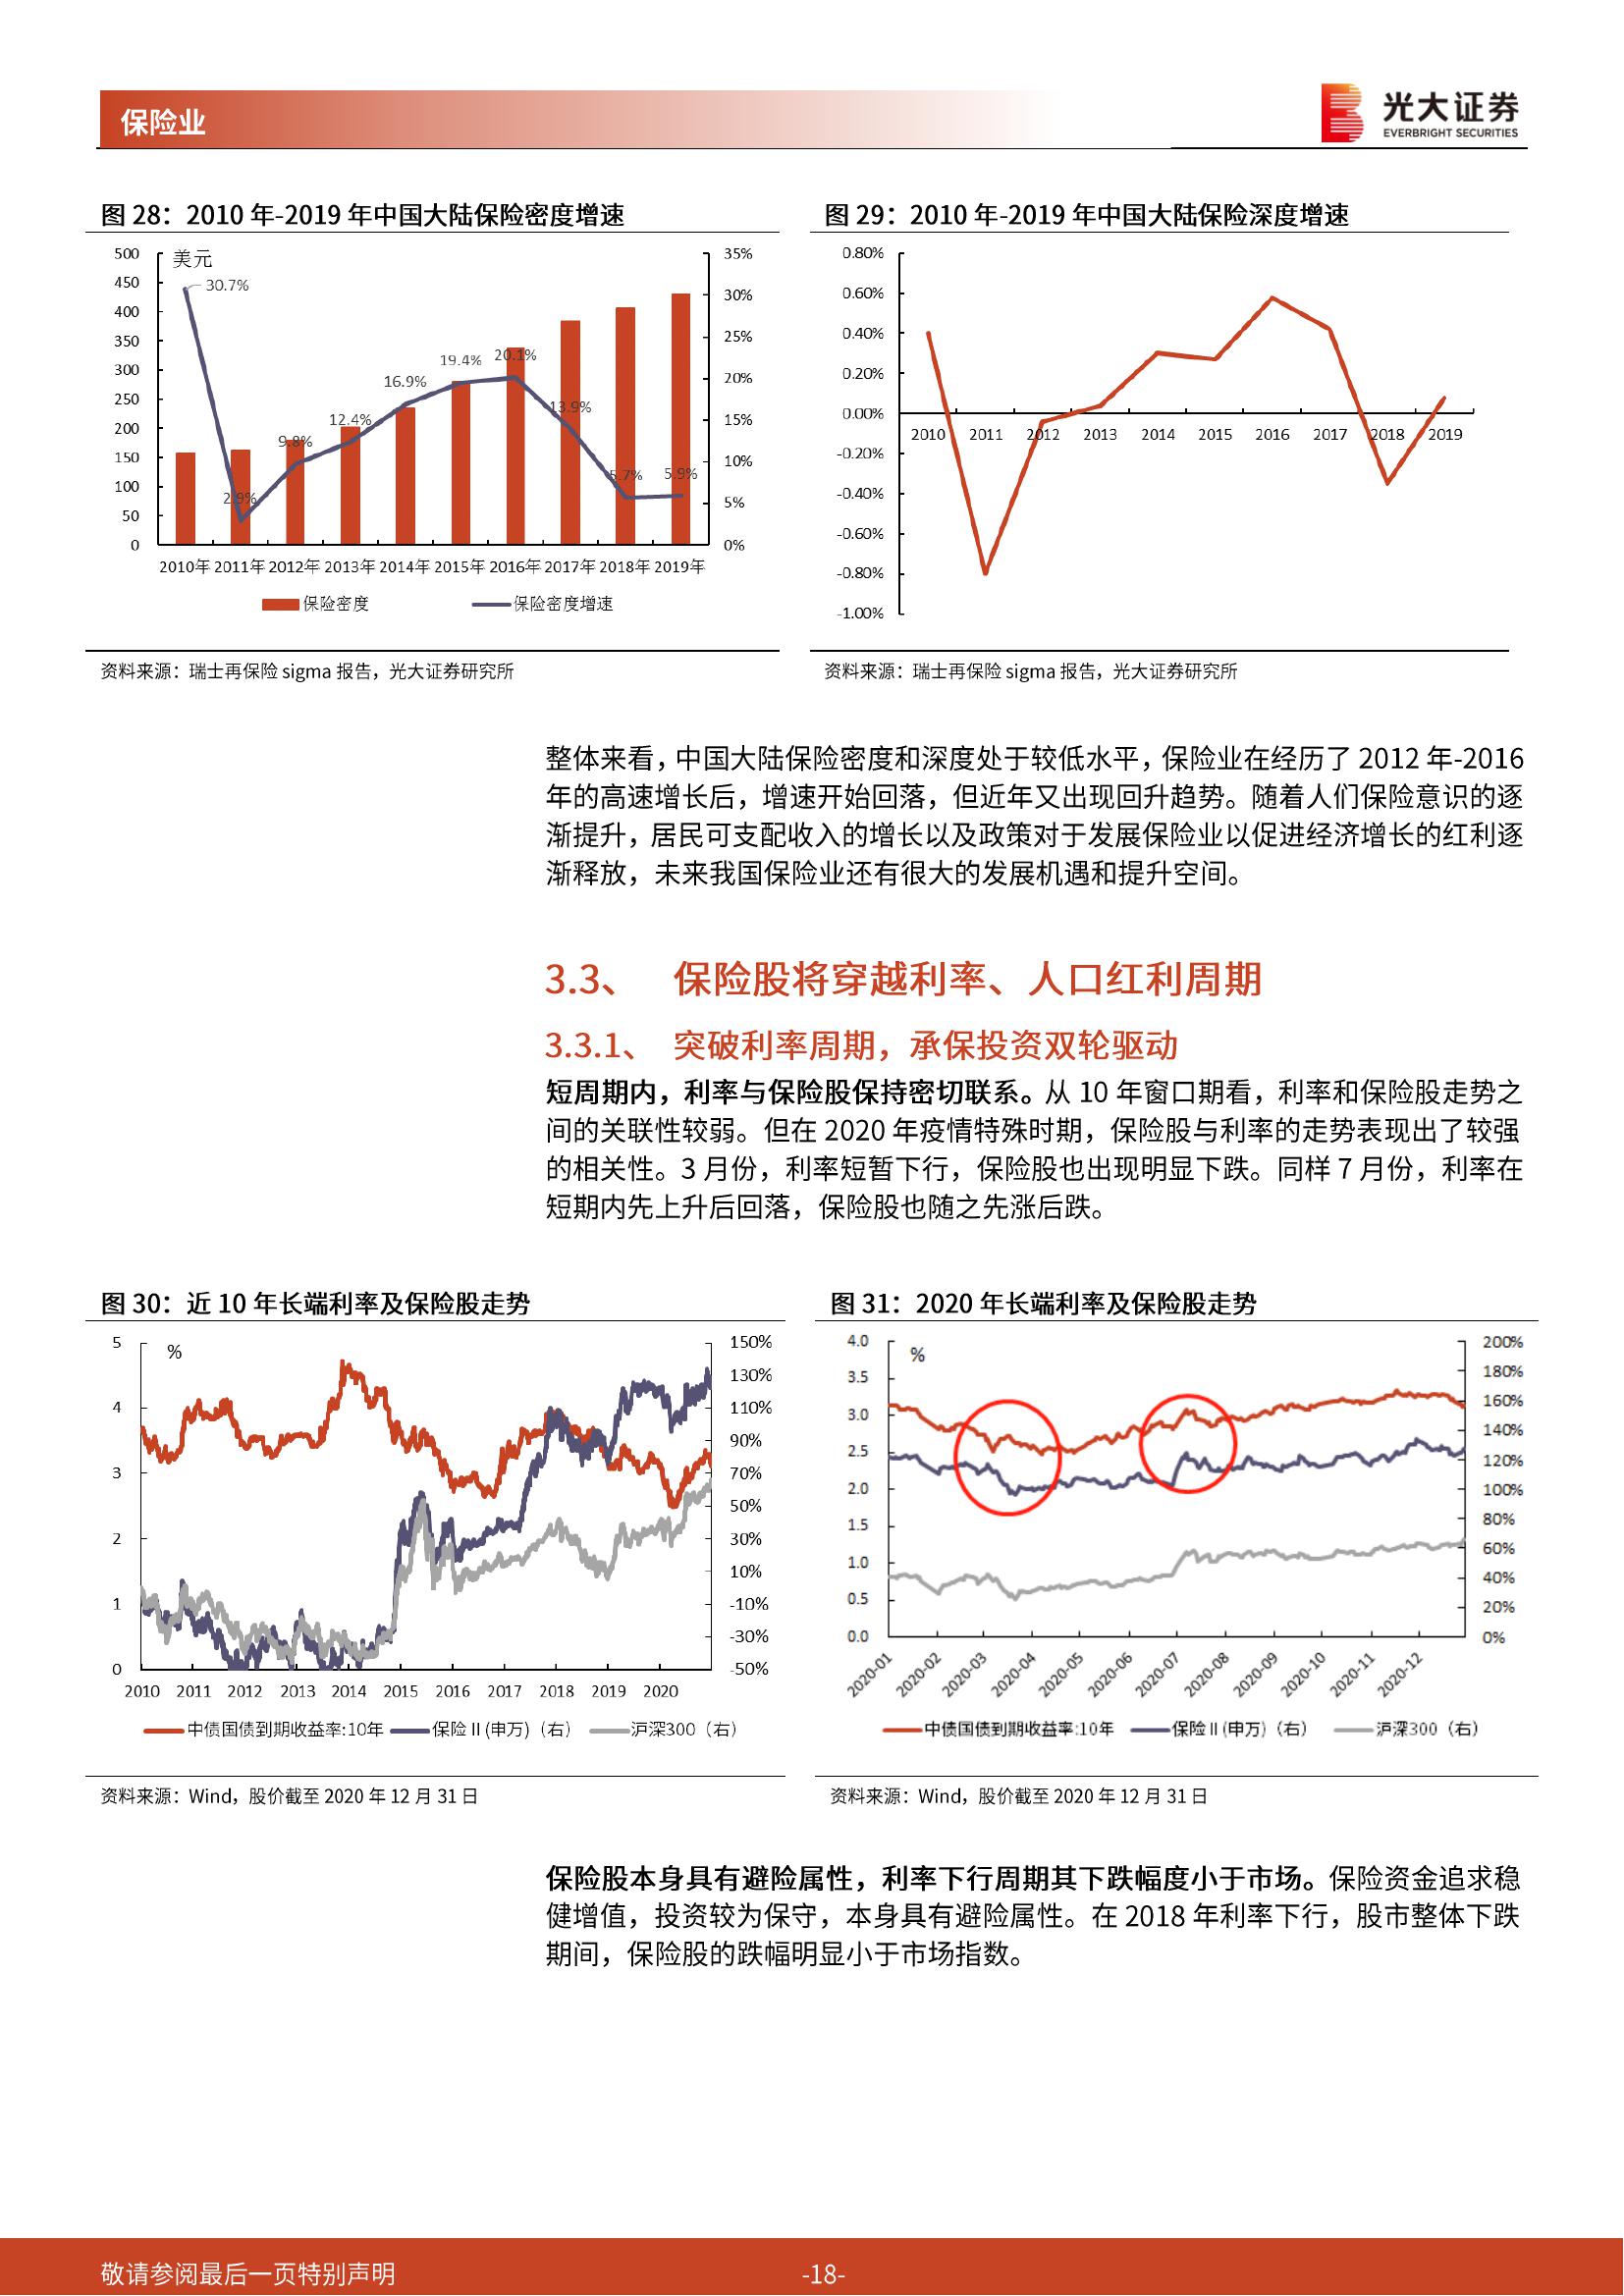 保险业
光大证券
EVERBRIGHT SECURITIES
图 28：2010 年-2019 年中国大陆保险密度增速
500
450
400
350
300
250
200
150
100
50
0
美元
30.7%
2.9%
9.8%
12.4%
16.9%
19.4%
20.1%
13.9%
5.7%
5.9%
35%
30%
25%
20%
15%
10%
5%
0%
2010年 2011年 2012年 2013年 2014年 2015年 2016年 2017年 2018年 2019年
保险密度 保险密度增速
资料来源：瑞士再保险 sigma 报告，光大证券研究所
图 29：2010 年-2019 年中国大陆保险深度增速
0.80%
0.60%
0.40%
0.20%
0.00%
-0.20%
-0.40%
-0.60%
-0.80%
-1.00%
2010 2011 2012 2013 2014 2015 2016 2017 2018 2019
资料来源：瑞士再保险 sigma 报告，光大证券研究所
整体来看，中国大陆保险密度和深度处于较低水平，保险业在经历了 2012 年-2016
年的高速增长后，增速开始回落，但近年又出现回升趋势。随着人们保险意识的逐
渐提升，居民可支配收入的增长以及政策对于发展保险业以促进经济增长的红利逐
渐释放，未来我国保险业还有很大的发展机遇和提升空间。
3.3、 保险股将穿越利率、人口红利周期
3.3.1、 突破利率周期，承保投资双轮驱动
短周期内，利率与保险股保持密切联系。从 10 年窗口期看，利率和保险股走势之
间的关联性较弱。但在 2020 年疫情特殊时期，保险股与利率的走势表现出了较强
的相关性。3 月份，利率短暂下行，保险股也出现明显下跌。同样 7 月份，利率在
短期内先上升后回落，保险股也随之先涨后跌。
图 30：近 10 年长端利率及保险股走势
5
4
3
2
1
0
%
150%
130%
110%
90%
70%
50%
30%
10%
-10%
-30%
-50%
2010 2011 2012 2013 2014 2015 2016 2017 2018 2019 2020
中债国债到期收益率:10年 保险Ⅱ(申万)（右） 沪深300（右）
资料来源：Wind，股价截至 2020 年 12 月 31 日
图 31：2020 年长端利率及保险股走势
4.0
3.5
3.0
2.5
2.0
1.5
1.0
0.5
0.0
%
200%
180%
160%
140%
120%
100%
80%
60%
40%
20%
0%
2020-01 2020-02 2020-03 2020-04 2020-05 2020-06 2020-07 2020-08 2020-09 2020-10 2020-11 2020-12
中债国债到期收益率:10年 保险Ⅱ(申万)（右） 沪深300（右）
资料来源：Wind，股价截至 2020 年 12 月 31 日
保险股本身具有避险属性，利率下行周期其下跌幅度小于市场。保险资金追求稳
健增值，投资较为保守，本身具有避险属性。在 2018 年利率下行，股市整体下跌
期间，保险股的跌幅明显小于市场指数。
敬请参阅最后一页特别声明
-18-